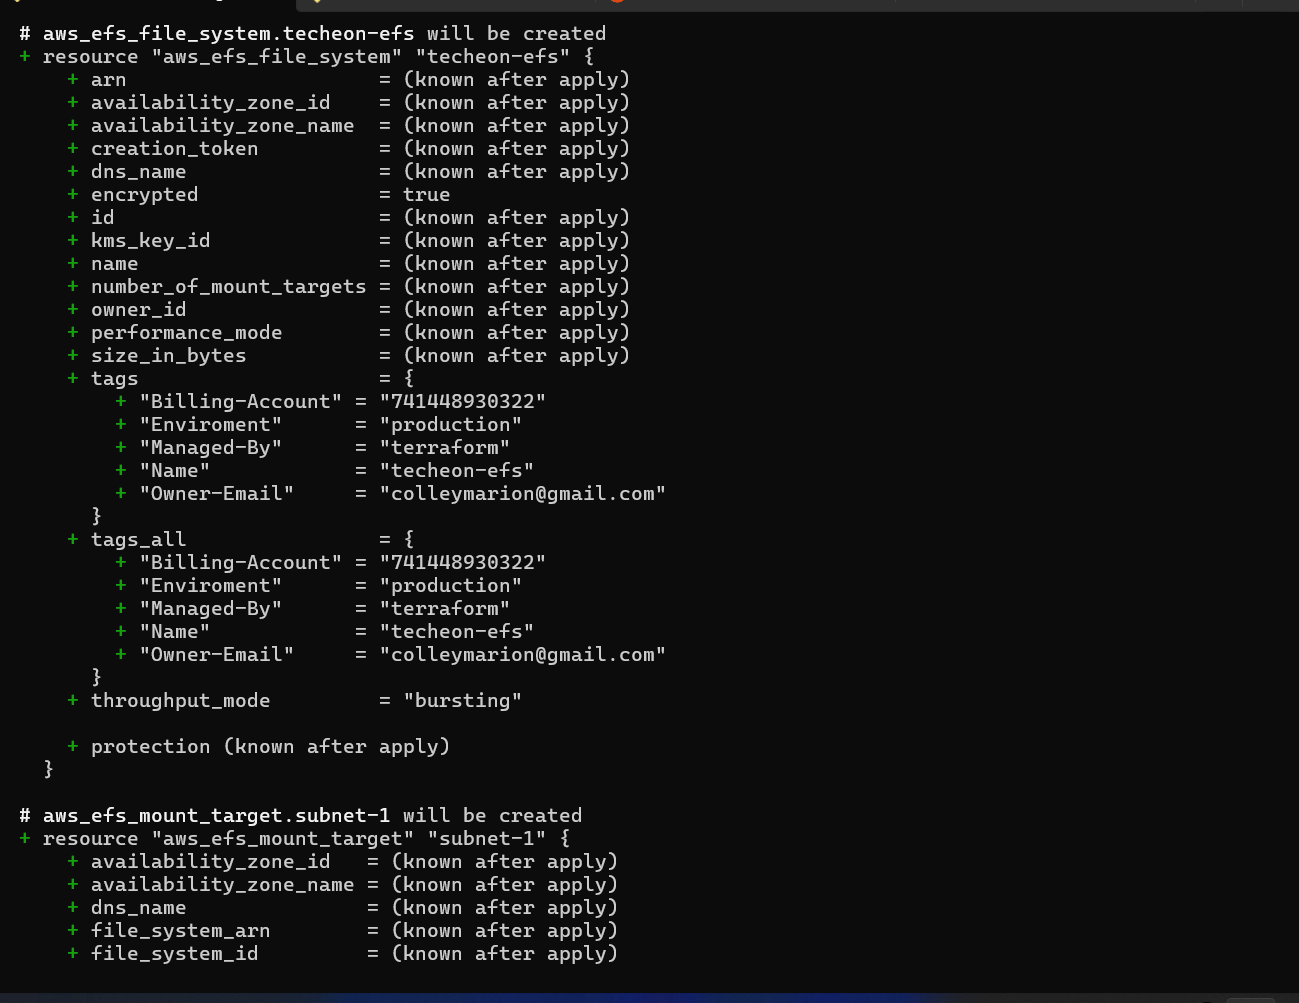 # aws_efs_file_system.techeon-efs will be created
+ resource "aws_efs_file_system" "techeon-efs" {
    + arn                     = (known after apply)
    + availability_zone_id    = (known after apply)
    + availability_zone_name  = (known after apply)
    + creation_token          = (known after apply)
    + dns_name                = (known after apply)
    + encrypted               = true
    + id                      = (known after apply)
    + kms_key_id              = (known after apply)
    + name                    = (known after apply)
    + number_of_mount_targets = (known after apply)
    + owner_id                = (known after apply)
    + performance_mode        = (known after apply)
    + size_in_bytes           = (known after apply)
    + tags                    = {
        + "Billing-Account" = "741448930322"
        + "Enviroment"      = "production"
        + "Managed-By"      = "terraform"
        + "Name"            = "techeon-efs"
        + "Owner-Email"     = "colleymarion@gmail.com"
      }
    + tags_all                = {
        + "Billing-Account" = "741448930322"
        + "Enviroment"      = "production"
        + "Managed-By"      = "terraform"
        + "Name"            = "techeon-efs"
        + "Owner-Email"     = "colleymarion@gmail.com"
      }
    + throughput_mode         = "bursting"

    + protection (known after apply)
  }

# aws_efs_mount_target.subnet-1 will be created
+ resource "aws_efs_mount_target" "subnet-1" {
    + availability_zone_id   = (known after apply)
    + availability_zone_name = (known after apply)
    + dns_name               = (known after apply)
    + file_system_arn        = (known after apply)
    + file_system_id         = (known after apply)